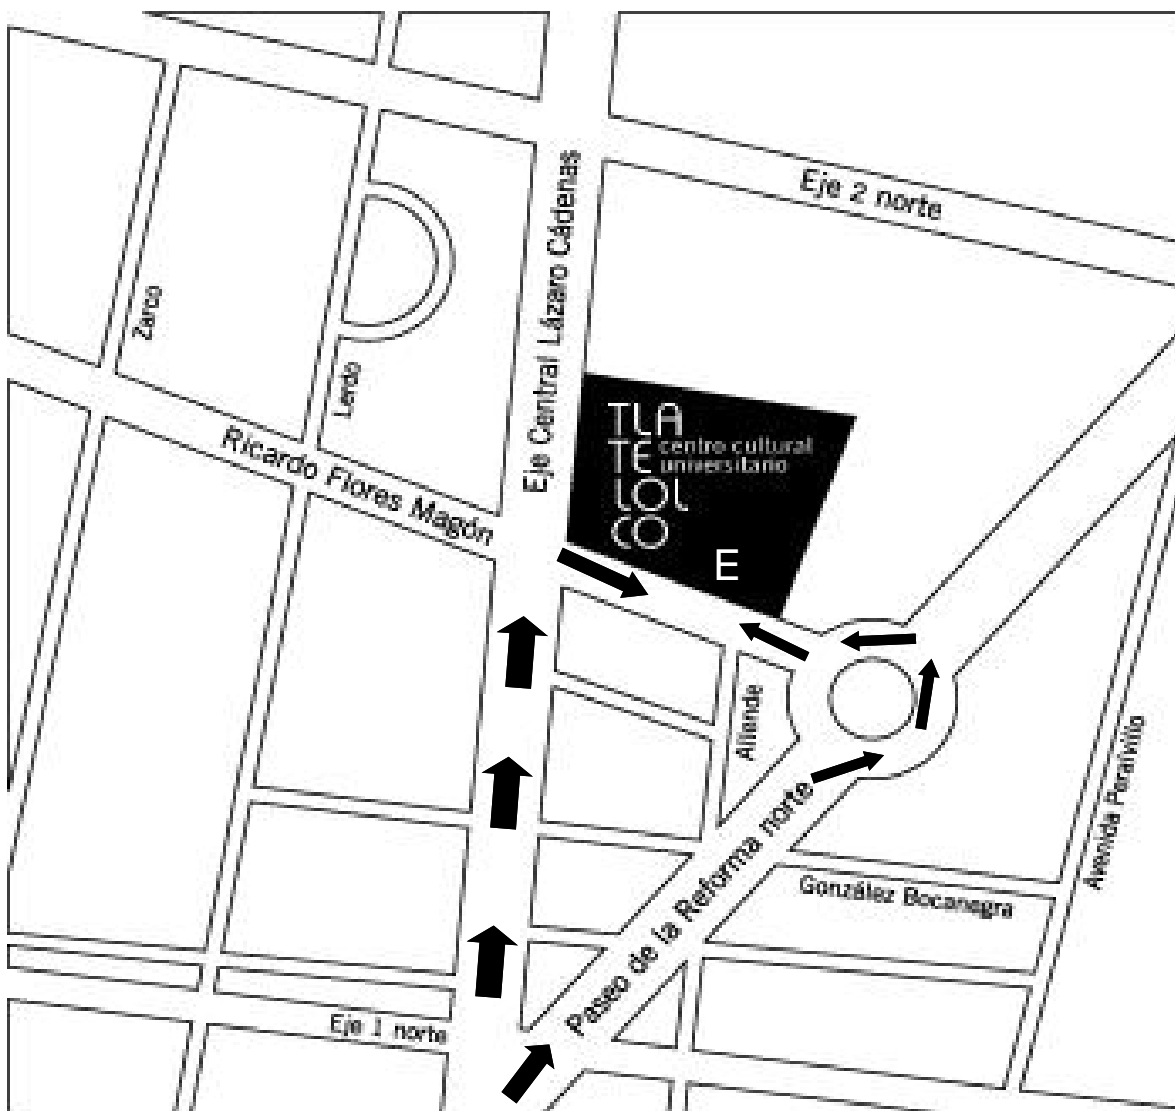 Eje 2 norte
Eje Central Lázaro Cádenas
Zarco
Lerdo
TLA
TE centro cultural
universitario
LOL
CO
E
Ricardo Flores Magón
Allende
Avenida Peralvillo
Paseo de la Reforma norte
González Bocanegra
Eje 1 norte